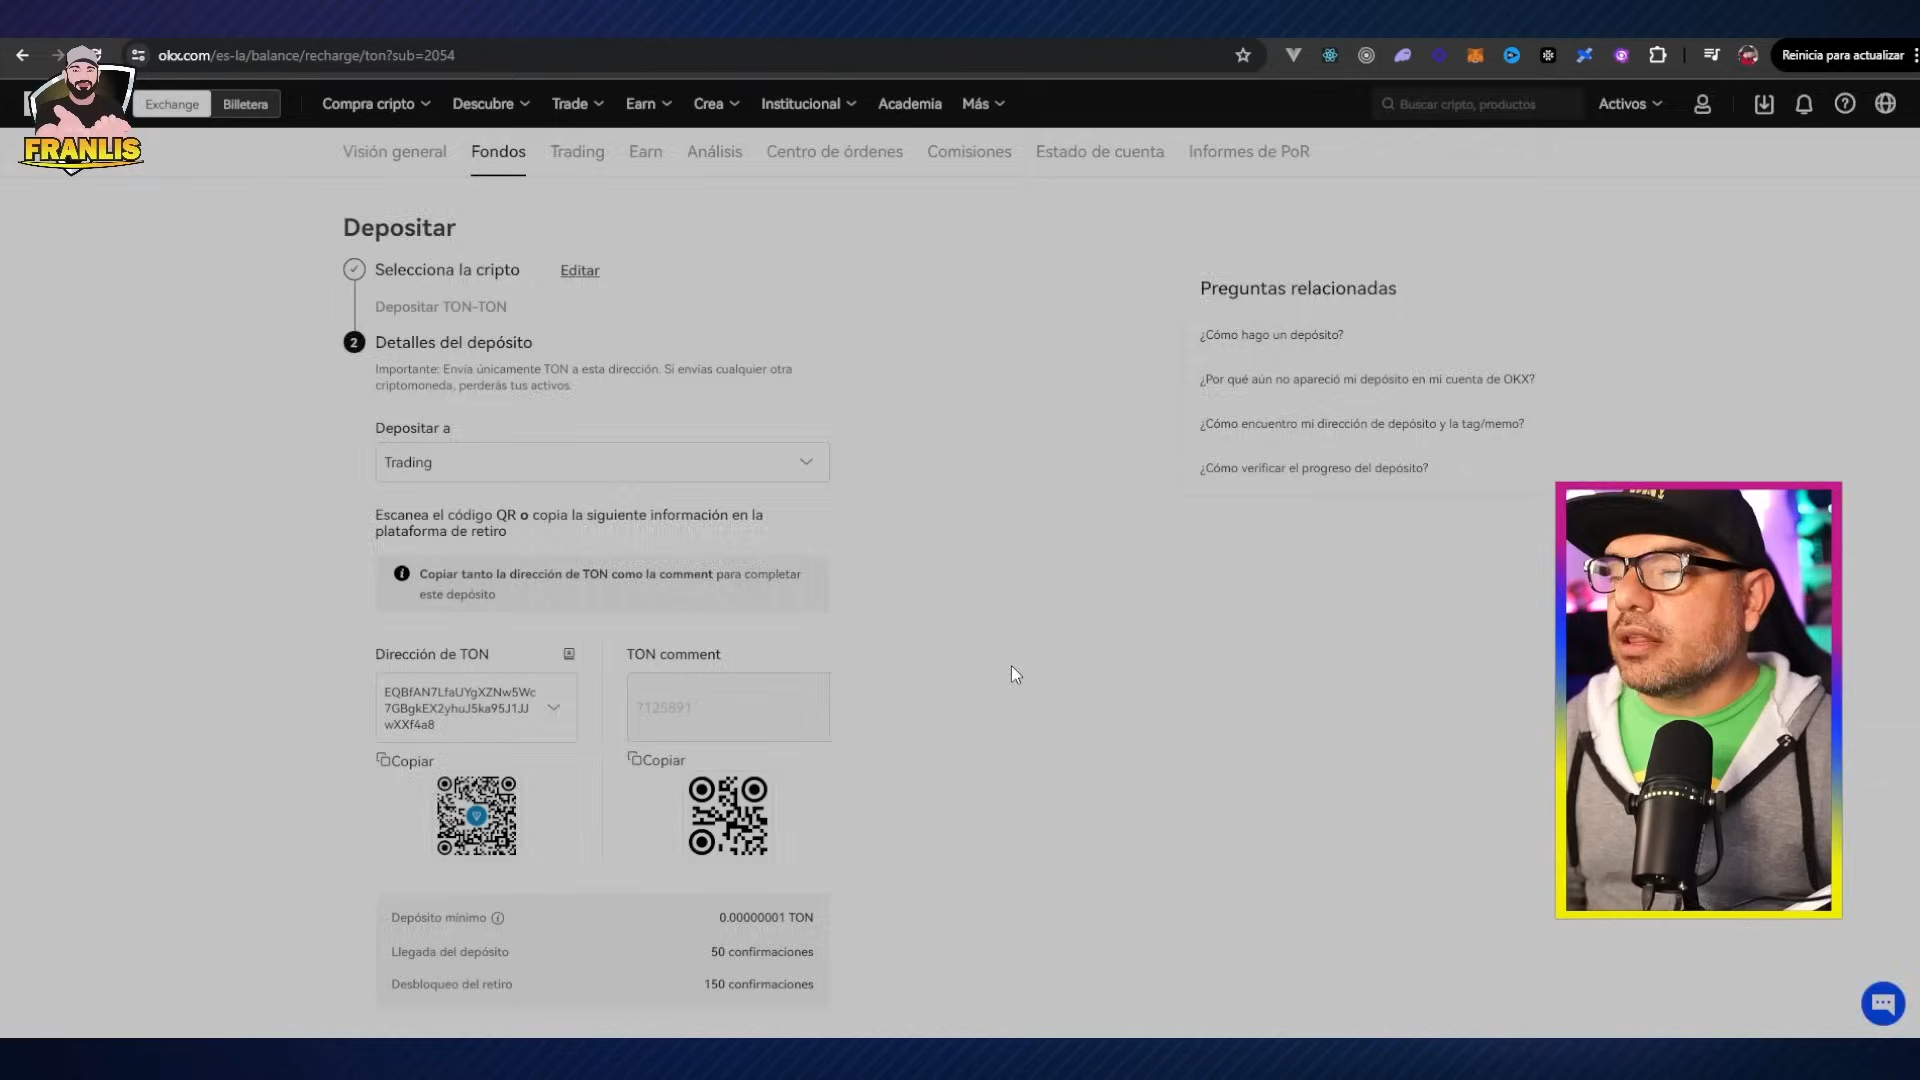 okx.com/es-la/balance/recharge/ton?sub=2054
Reinicia para actualizar
FRANLIS
Exchange
Billetera
Compra cripto
Descubre
Trade
Earn
Crea
Institucional
Academia
Más
Buscar cripto, productos
Activos
Visión general
Fondos
Trading
Earn
Análisis
Centro de órdenes
Comisiones
Estado de cuenta
Informes de PoR
Depositar
Selecciona la cripto
Editar
Depositar TON-TON
2 Detalles del depósito
Importante: Envía únicamente TON a esta dirección. Si envías cualquier otra
criptomoneda, perderás tus activos.
Depositar a
Trading
Escanea el código QR o copia la siguiente información en la
plataforma de retiro
Copiar tanto la dirección de TON como la comment para completar
este depósito
Dirección de TON
EQBfAN7LfaUYgXZNw5Wc
7GBgkEX2yhuJ5ka95J1JJ
wXXf4a8
Copiar
TON comment
?125891
Copiar
Depósito mínimo
0.00000001 TON
Llegada del depósito
50 confirmaciones
Desbloqueo del retiro
150 confirmaciones
Preguntas relacionadas
¿Cómo hago un depósito?
¿Por qué aún no apareció mi depósito en mi cuenta de OKX?
¿Cómo encuentro mi dirección de depósito y la tag/memo?
¿Cómo verificar el progreso del depósito?